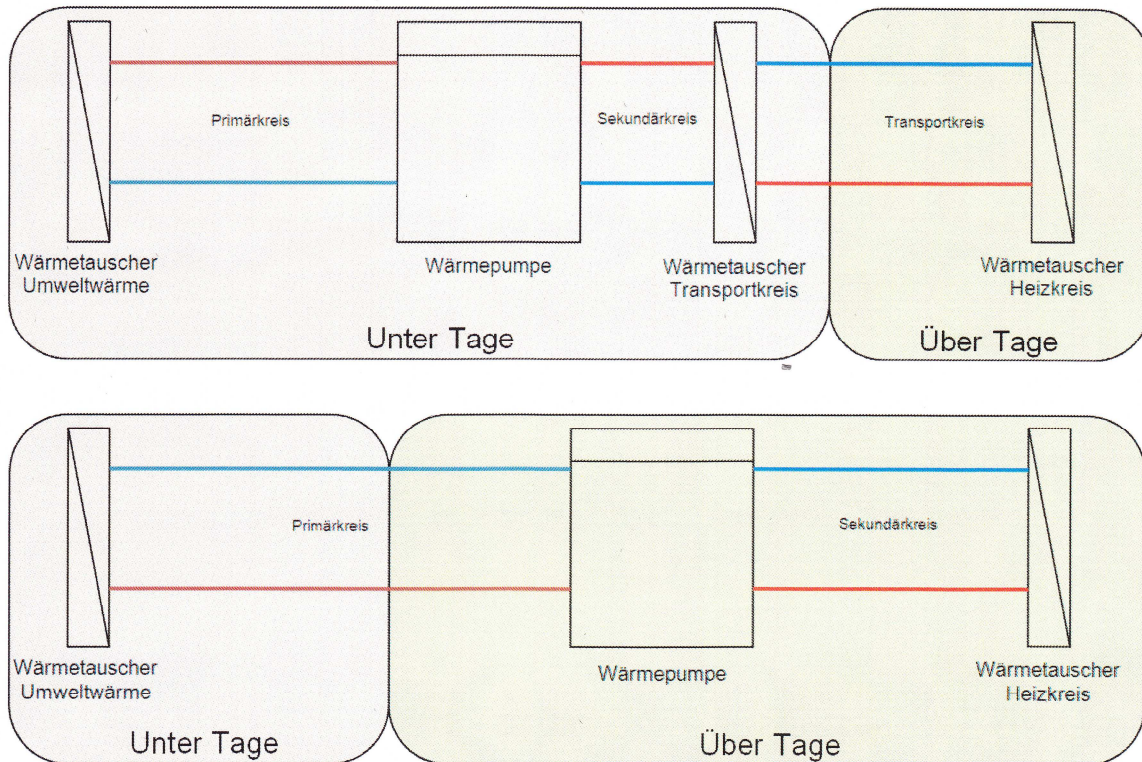 Primärkreis
Sekundärkreis
Transportkreis
Wärmetauscher
Umweltwärme
Wärmepumpe
Wärmetauscher
Transportkreis
Wärmetauscher
Heizkreis
Unter Tage
Über Tage
Primärkreis
Sekundärkreis
Wärmetauscher
Umweltwärme
Wärmepumpe
Wärmetauscher
Heizkreis
Unter Tage
Über Tage